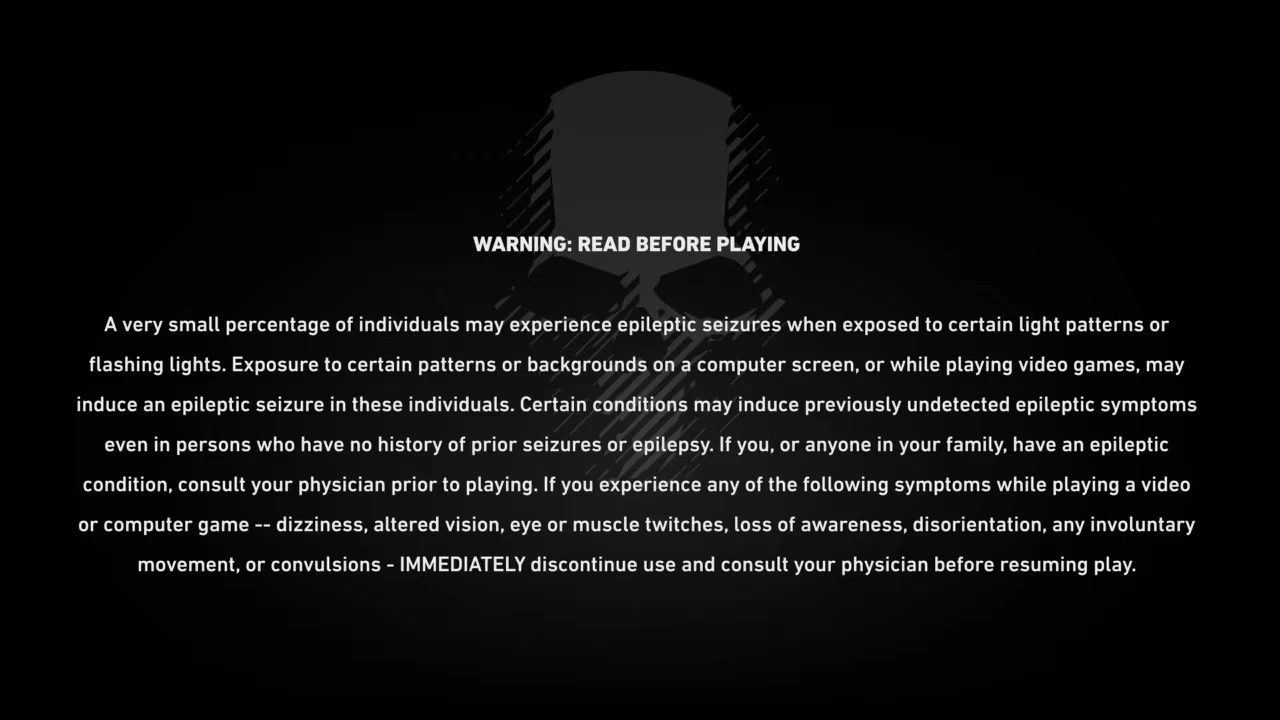 WARNING: READ BEFORE PLAYING
A very small percentage of individuals may experience epileptic seizures when exposed to certain light patterns or
flashing lights. Exposure to certain patterns or backgrounds on a computer screen, or while playing video games, may
induce an epileptic seizure in these individuals. Certain conditions may induce previously undetected epileptic symptoms
even in persons who have no history of prior seizures or epilepsy. If you, or anyone in your family, have an epileptic
condition, consult your physician prior to playing. If you experience any of the following symptoms while playing a video
or computer game -- dizziness, altered vision, eye or muscle twitches, loss of awareness, disorientation, any involuntary
movement, or convulsions - IMMEDIATELY discontinue use and consult your physician before resuming play.